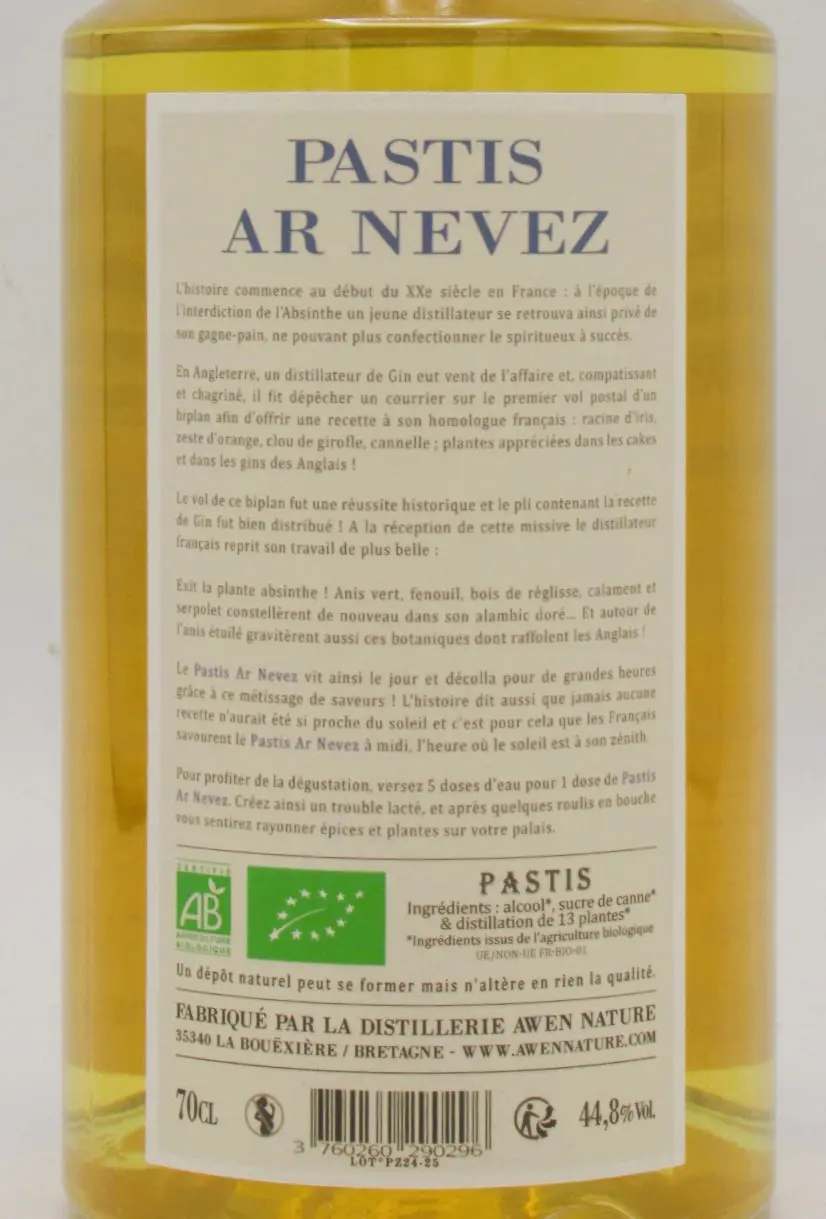 PASTIS
AR NEVEZ
L'histoire commence au début du XXe siècle en France : à l'époque de
l'interdiction de l'Absinthe un jeune distillateur se retrouva ainsi privé de
son gagne-pain, ne pouvant plus confectionner le spiritueux à succès.
En Angleterre, un distillateur de Gin eut vent de l'affaire et, compatissant
et chagriné, il fit dépêcher un courrier sur le premier vol postal d'un
biplan afin d'offrir une recette à son homologue français : racine d'iris,
zeste d'orange, clou de girofle, cannelle ; plantes appréciées dans les cakes
et dans les gins des Anglais !
Le vol de ce biplan fut une réussite historique et le pli contenant la recette
de Gin fut bien distribué ! A la réception de cette missive le distillateur
français reprit son travail de plus belle :
Exit la plante absinthe ! Anis vert, fenouil, bois de réglisse, calament et
serpolet constellèrent de nouveau dans son alambic doré... Et autour de
l'anis étoilé gravitèrent aussi ces botaniques dont raffolent les Anglais !
Le Pastis Ar Nevez vit ainsi le jour et décolla pour de grandes heures
grâce à ce métissage de saveurs ! L'histoire dit aussi que jamais aucune
recette n'aurait été si proche du soleil et c'est pour cela que les Français
savourent le Pastis Ar Nevez à midi, l'heure où le soleil est à son zénith.
Pour profiter de la dégustation, versez 5 doses d'eau pour 1 dose de Pastis
Ar Nevez. Créez ainsi un trouble lacté, et après quelques roulis en bouche
vous sentirez rayonner épices et plantes sur votre palais.
CERTIFIÉ
AB
AGRICULTURE
BIOLOGIQUE
PASTIS
Ingrédients : alcool*, sucre de canne*
& distillation de 13 plantes*
*Ingrédients issus de l'agriculture biologique
UE/NON-UE FR-BIO-01
Un dépôt naturel peut se former mais n'altère en rien la qualité.
FABRIQUÉ PAR LA DISTILLERIE AWEN NATURE
35340 LA BOUËXIÈRE / BRETAGNE - WWW.AWENNATURE.COM
70CL
3 760260 290296
44,8% Vol.
LOT* PZ24-25